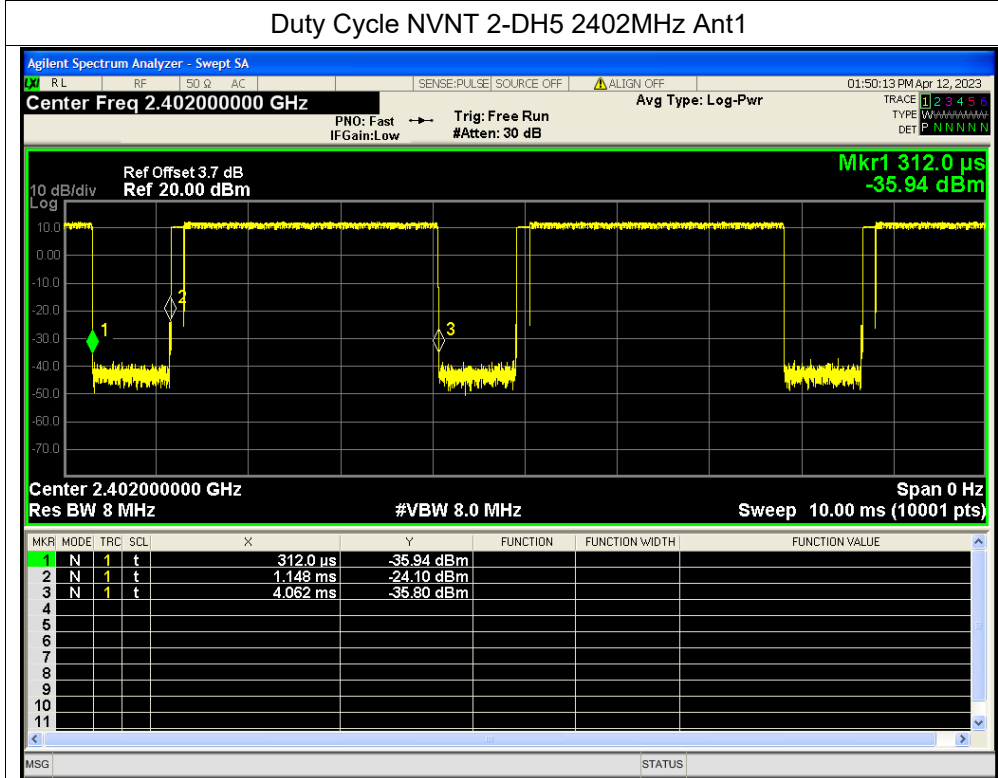 Duty Cycle NVNT 2-DH5 2402MHz Ant1
Agilent Spectrum Analyzer - Swept SA
LXI RL RF 50 Ω AC SENSE:PULSE SOURCE OFF ALIGN OFF 01:50:13 PM Apr 12, 2023
Center Freq 2.402000000 GHz Avg Type: Log-Pwr TRACE 1 2 3 4 5 6
PNO: Fast Trig: Free Run TYPE WWWWWW
IFGain:Low #Atten: 30 dB DET P N N N N N
Mkr1 312.0 µs
Ref Offset 3.7 dB
10 dB/div Ref 20.00 dBm -35.94 dBm
Log
10.0
0.00
-10.0
2
-20.0
1
3
-30.0
-40.0
-50.0
-60.0
-70.0
Center 2.402000000 GHz Span 0 Hz
Res BW 8 MHz #VBW 8.0 MHz Sweep 10.00 ms (10001 pts)
MKR MODE TRC SCL X Y FUNCTION FUNCTION WIDTH FUNCTION VALUE
1 N 1 t 312.0 µs -35.94 dBm
2 N 1 t 1.148 ms -24.10 dBm
3 N 1 t 4.062 ms -35.80 dBm
4
5
6
7
8
9
10
11
MSG STATUS